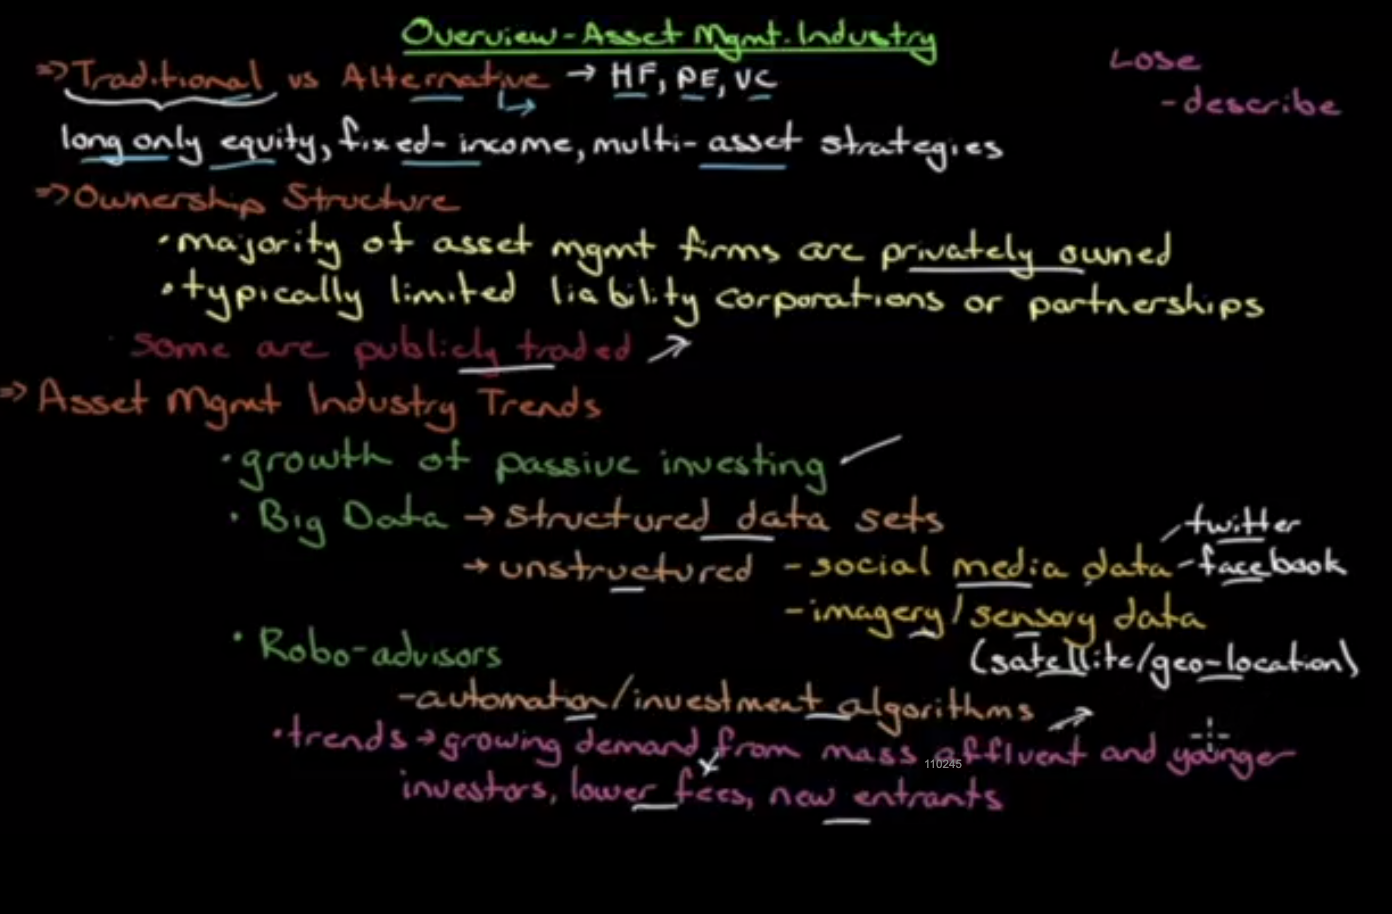 Overview-Asset Mgmt. Industry
LOSE
-describe
=> Traditional vs Alternative → HF, PE, VC
long only equity, fixed-income, multi-asset strategies
=> Ownership Structure
• majority of asset mgmt firms are privately owned
• typically limited liability corporations or partnerships
some are publicly traded
=> Asset Mgmt Industry Trends
• growth of passive investing
• Big Data → structured data sets
→ unstructured - social media data - twitter
- facebook
- imagery/sensory data
(satellite/geo-location)
• Robo-advisors
- automation/investment algorithms
• trends → growing demand from mass affluent and younger
110245
investors, lower fees, new entrants